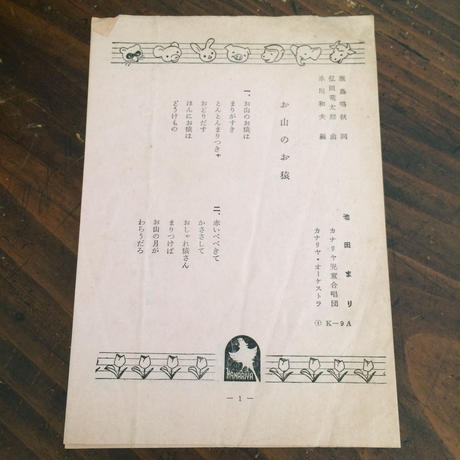 鹿島鳴秋 詞
弘田竜太郎 曲
糸川和夫 編
池田まり
カナリヤ児童合唱団
カナリヤ・オーケストラ
① K-9A
お山のお猿
一、お山のお猿は
まりがすき
とんとんまりつきゃ
おどりだす
ほんにお猿は
どうけもの
二、赤いべべきて
かささして
おしゃれ猿さん
まりつけば
お山の月が
わらうだろ
KANARIYA
— 1 —